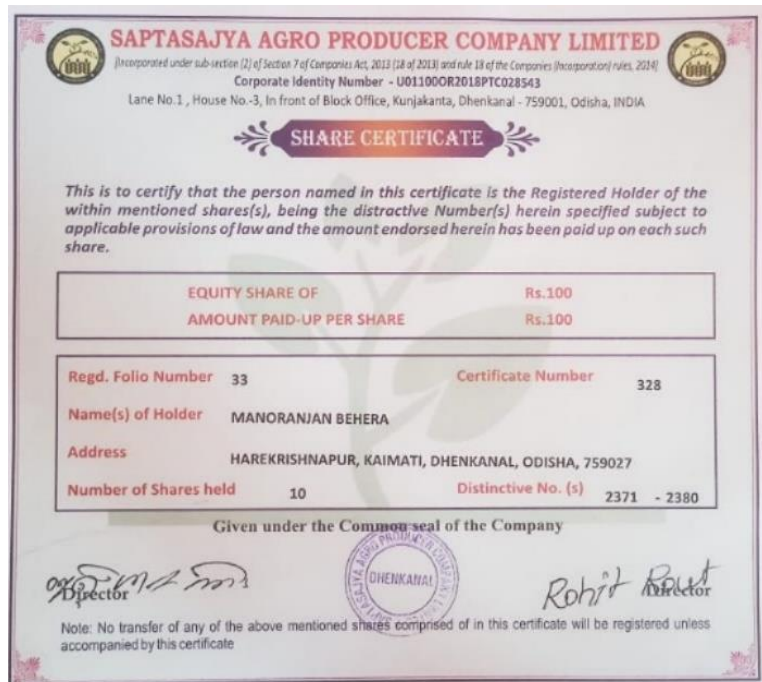 SAPTASAJYA AGRO PRODUCER COMPANY LIMITED
[Incorporated under sub-section (2) of Section 7 of Companies Act, 2013 (18 of 2013) and rule 18 of the Companies (Incorporation) rules, 2014]
Corporate Identity Number - U01100OR2018PTC028543
Lane No.1 , House No.-3, In front of Block Office, Kunjakanta, Dhenkanal - 759001, Odisha, INDIA
SHARE CERTIFICATE
This is to certify that the person named in this certificate is the Registered Holder of the
within mentioned shares(s), being the distractive Number(s) herein specified subject to
applicable provisions of law and the amount endorsed herein has been paid up on each such
share.
EQUITY SHARE OF Rs.100
AMOUNT PAID-UP PER SHARE Rs.100
Regd. Folio Number 33 Certificate Number 328
Name(s) of Holder MANORANJAN BEHERA
Address HAREKRISHNAPUR, KAIMATI, DHENKANAL, ODISHA, 759027
Number of Shares held 10 Distinctive No. (s) 2371 - 2380
Given under the Common seal of the Company
SAPTASAJYA AGRO PRODUCER COMPANY
DHENKANAL
Director
Rohit Rout
Director
Note: No transfer of any of the above mentioned shares comprised of in this certificate will be registered unless
accompanied by this certificate